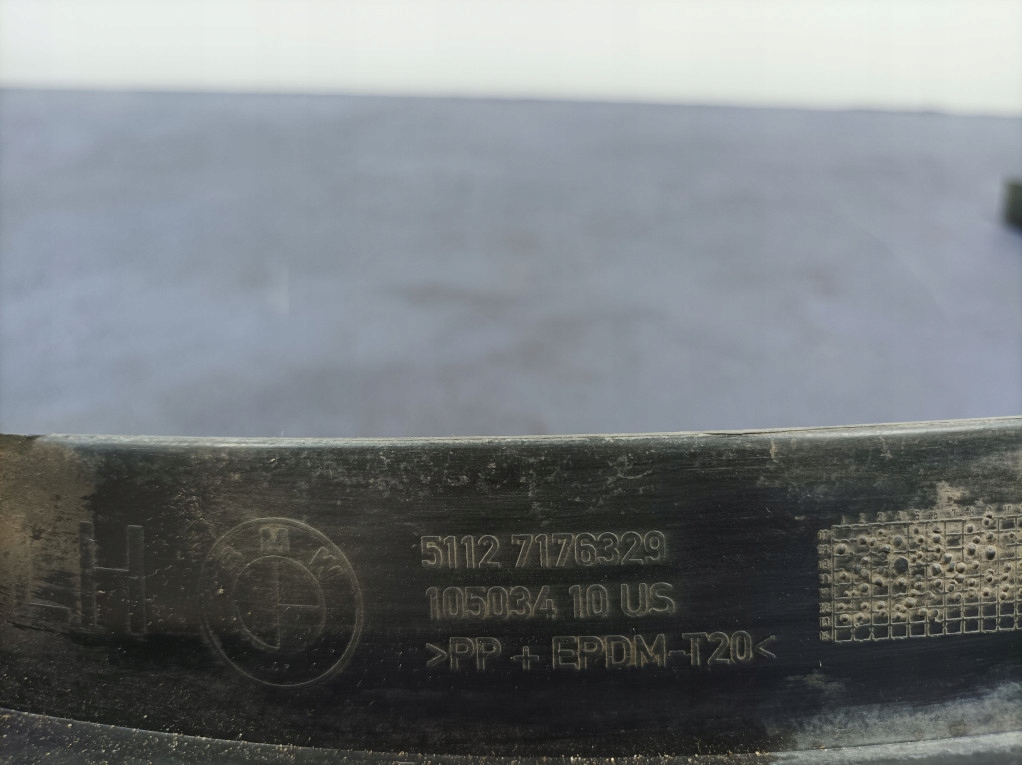 LH
BMW
5112 7176329
105034 10 US
>PP + EPDM-T20<